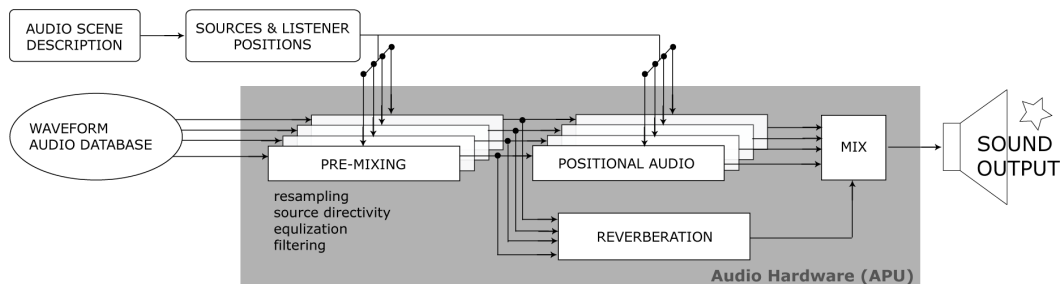 AUDIO SCENE
DESCRIPTION
SOURCES & LISTENER
POSITIONS
WAVEFORM
AUDIO DATABASE
PRE-MIXING
resampling
source directivity
equlization
filtering
POSITIONAL AUDIO
REVERBERATION
MIX
SOUND
OUTPUT
Audio Hardware (APU)